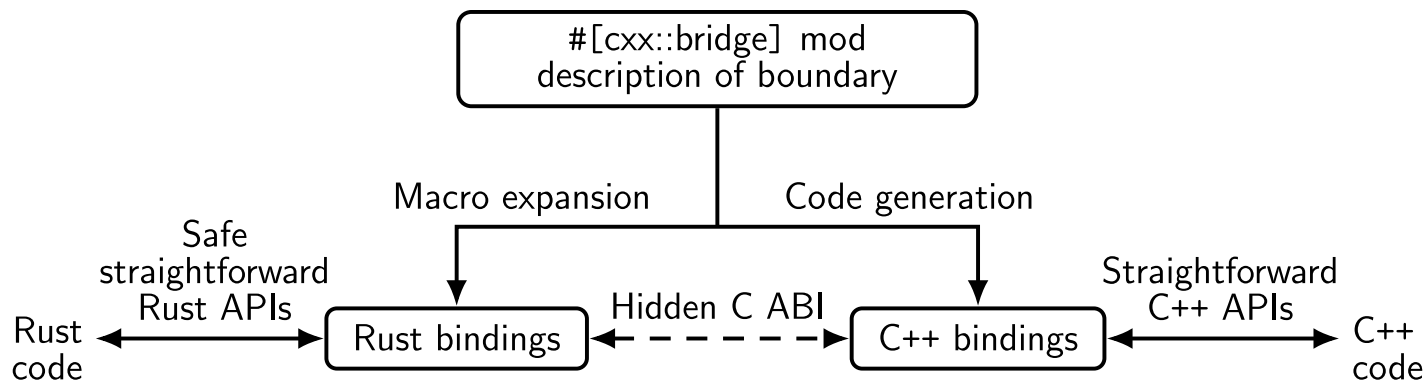 #[cxx::bridge] mod
description of boundary
Macro expansion
Code generation
Safe
straightforward
Rust APIs
Straightforward
C++ APIs
Hidden C ABI
Rust
code
Rust bindings
C++ bindings
C++
code